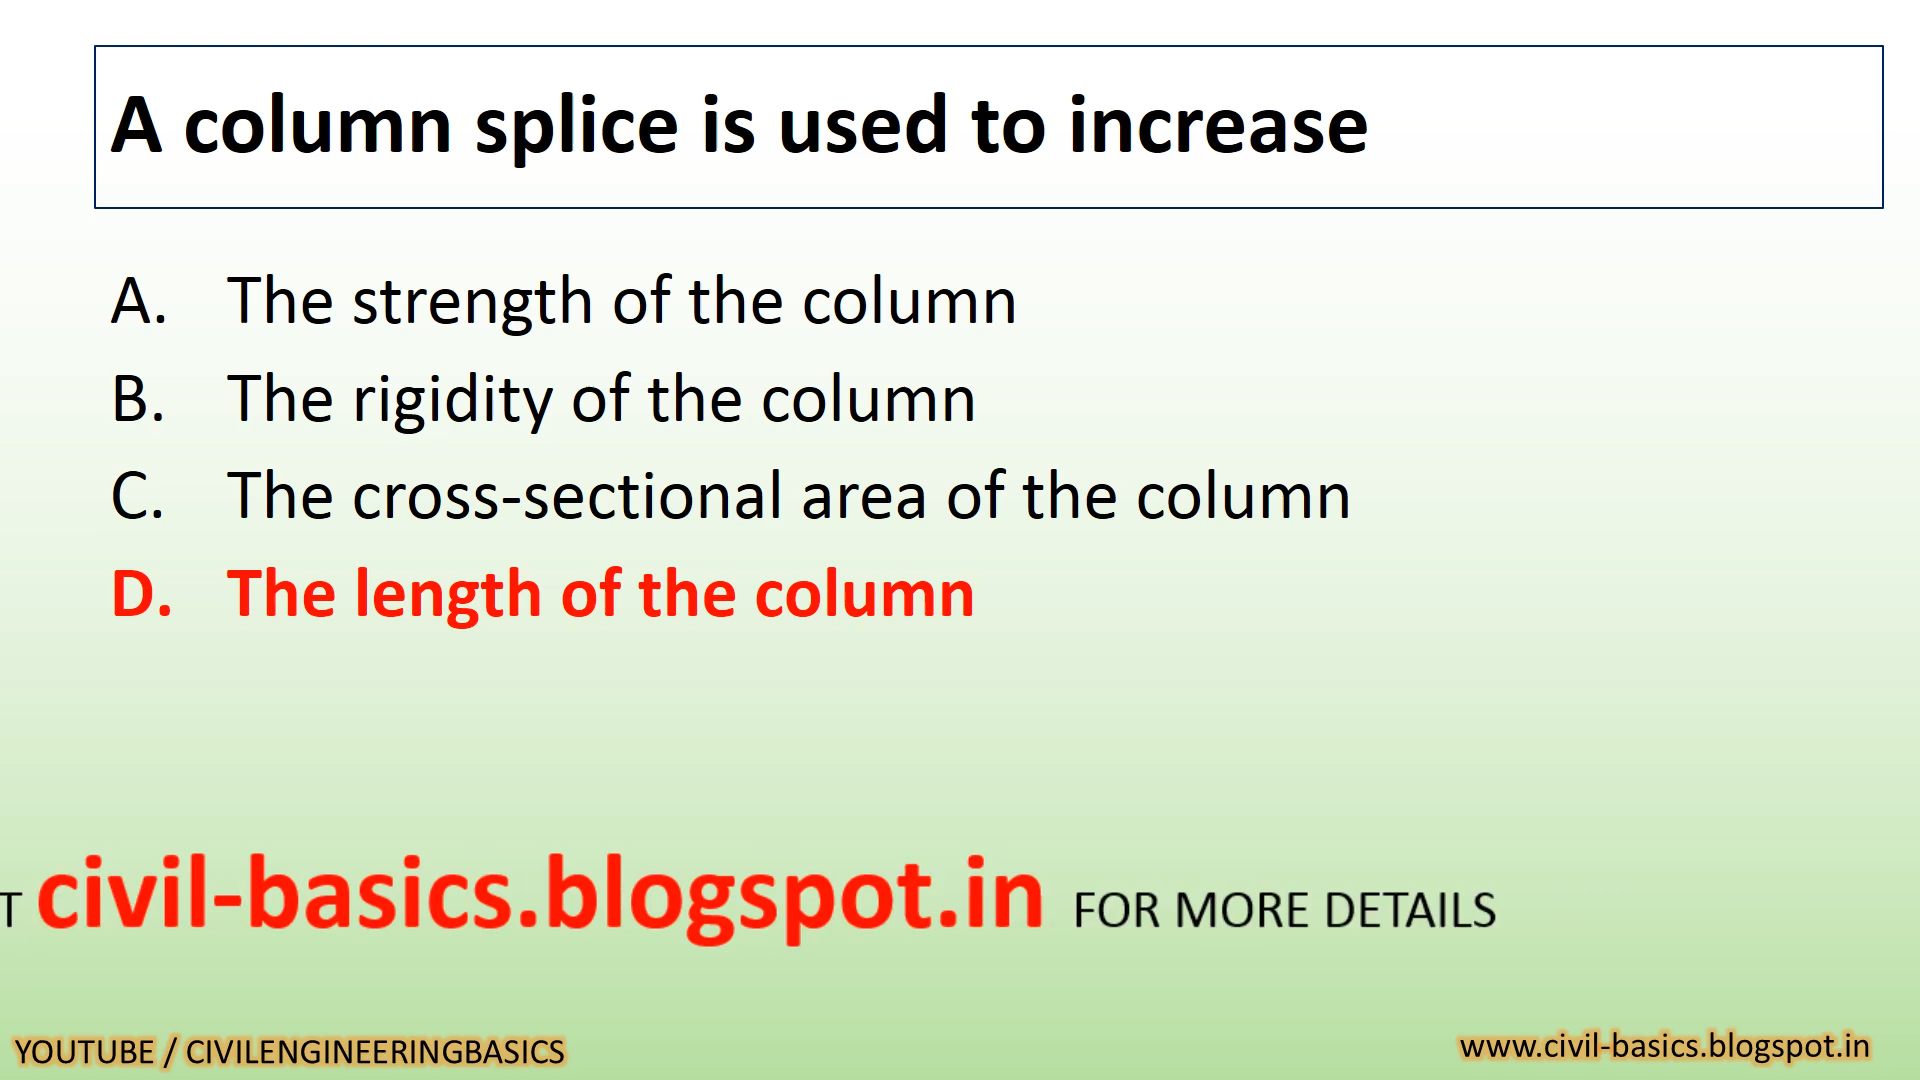 A column splice is used to increase
A. The strength of the column
B. The rigidity of the column
C. The cross-sectional area of the column
D. The length of the column
T civil-basics.blogspot.in FOR MORE DETAILS
YOUTUBE / CIVILENGINEERINGBASICS
www.civil-basics.blogspot.in